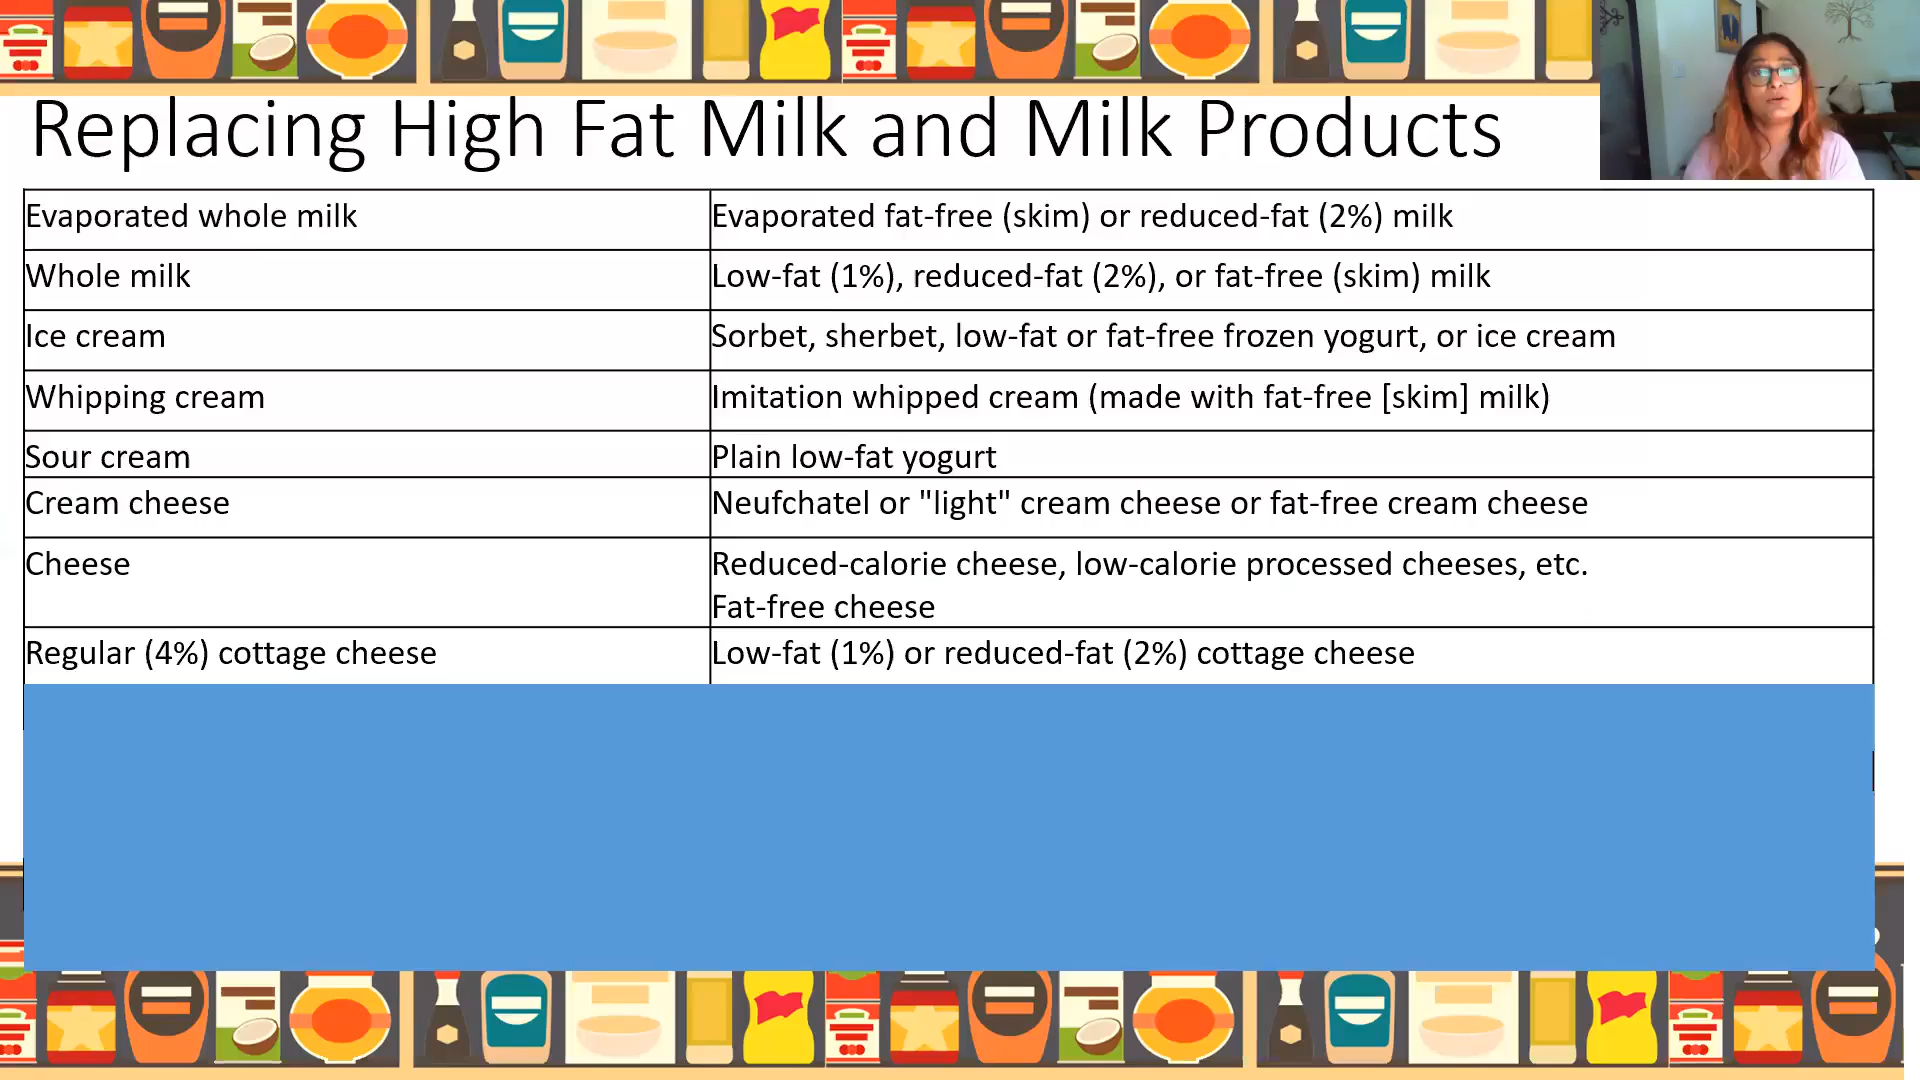 Replacing High Fat Milk and Milk Products
Evaporated whole milk
Evaporated fat-free (skim) or reduced-fat (2%) milk
Whole milk
Low-fat (1%), reduced-fat (2%), or fat-free (skim) milk
Ice cream
Sorbet, sherbet, low-fat or fat-free frozen yogurt, or ice cream
Whipping cream
Imitation whipped cream (made with fat-free [skim] milk)
Sour cream
Plain low-fat yogurt
Cream cheese
Neufchatel or "light" cream cheese or fat-free cream cheese
Cheese
Reduced-calorie cheese, low-calorie processed cheeses, etc.
Fat-free cheese
Regular (4%) cottage cheese
Low-fat (1%) or reduced-fat (2%) cottage cheese